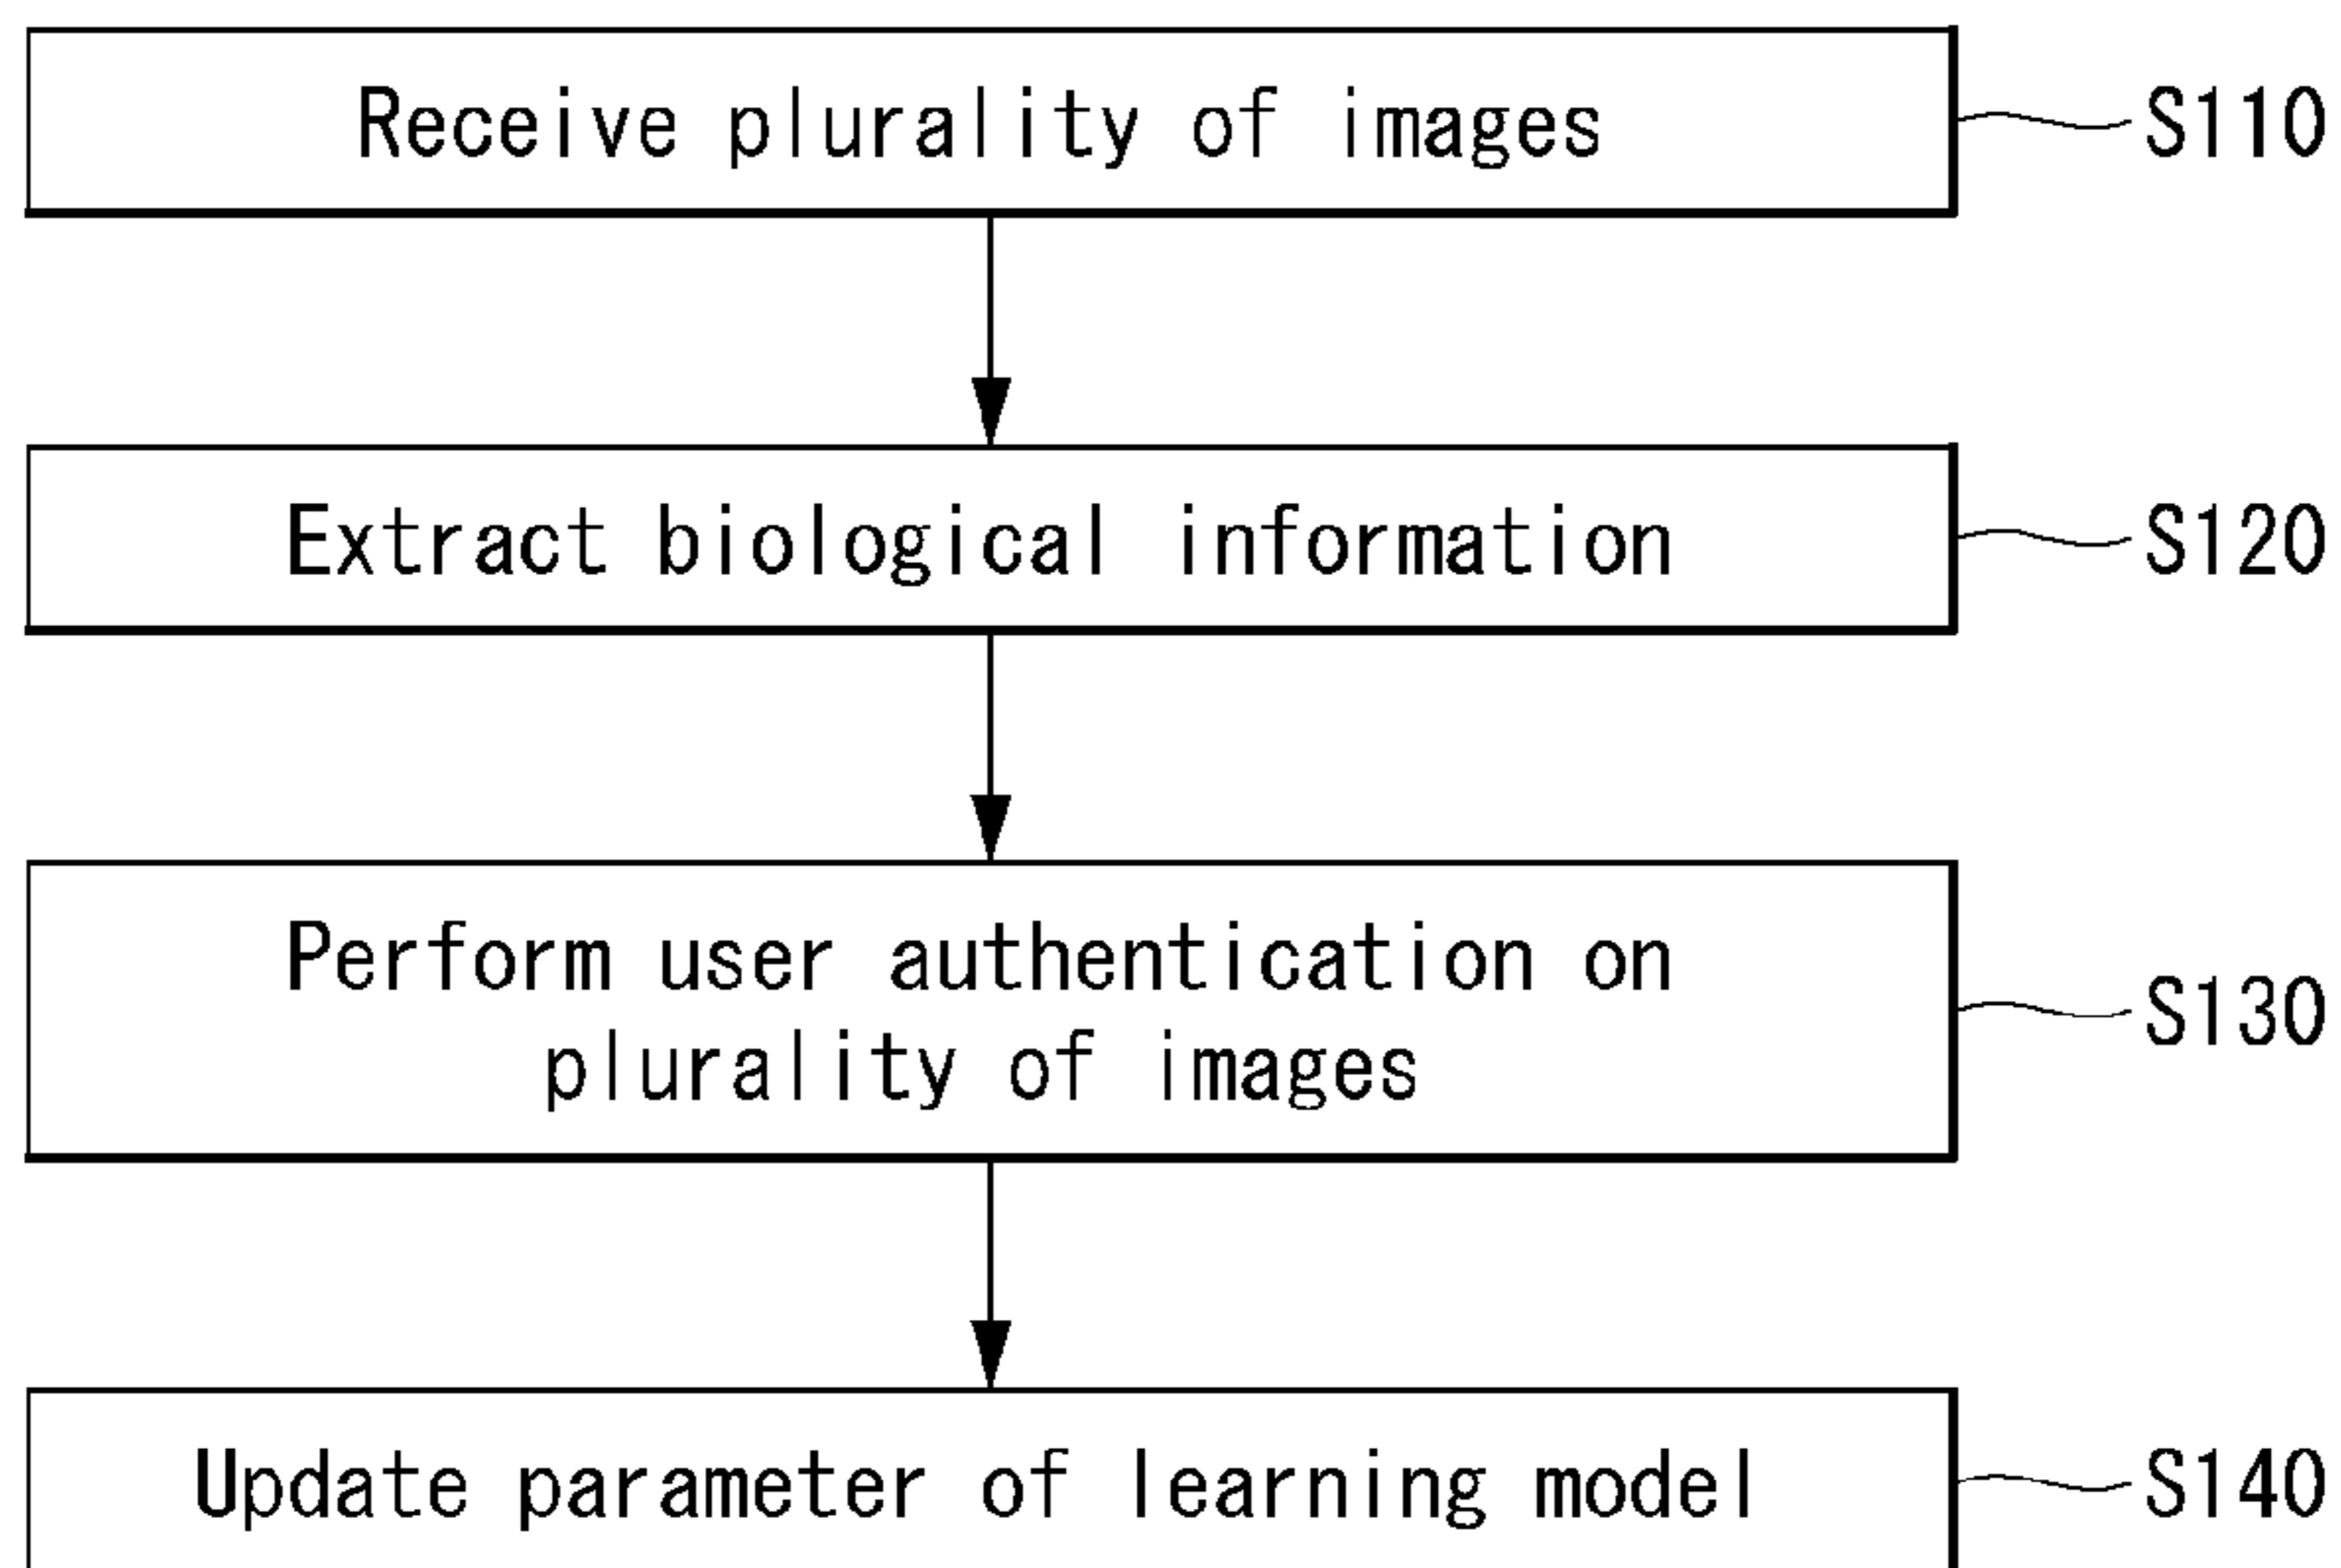 Receive plurality of images
S110
Extract biological information
S120
Perform user authentication on
plurality of images
S130
Update parameter of learning model
S140